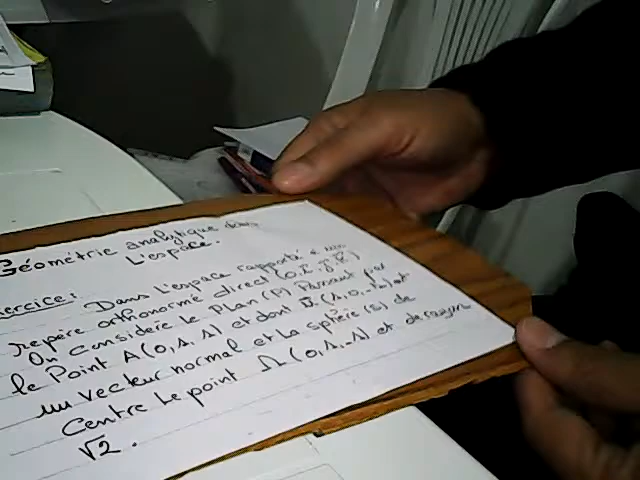 Géométrie analytique dans
L'espace.
Exercice:
Dans l'espace rapporté à un
repère orthonormé direct (o,i,j,k)
On considère le plan (P) Passant par
le Point A(0,1,1) et dont n(1,0,-1) et
un vecteur normal et la sphère (s) de
Centre Le point Ω(0,1,-1) et de rayon
√2.